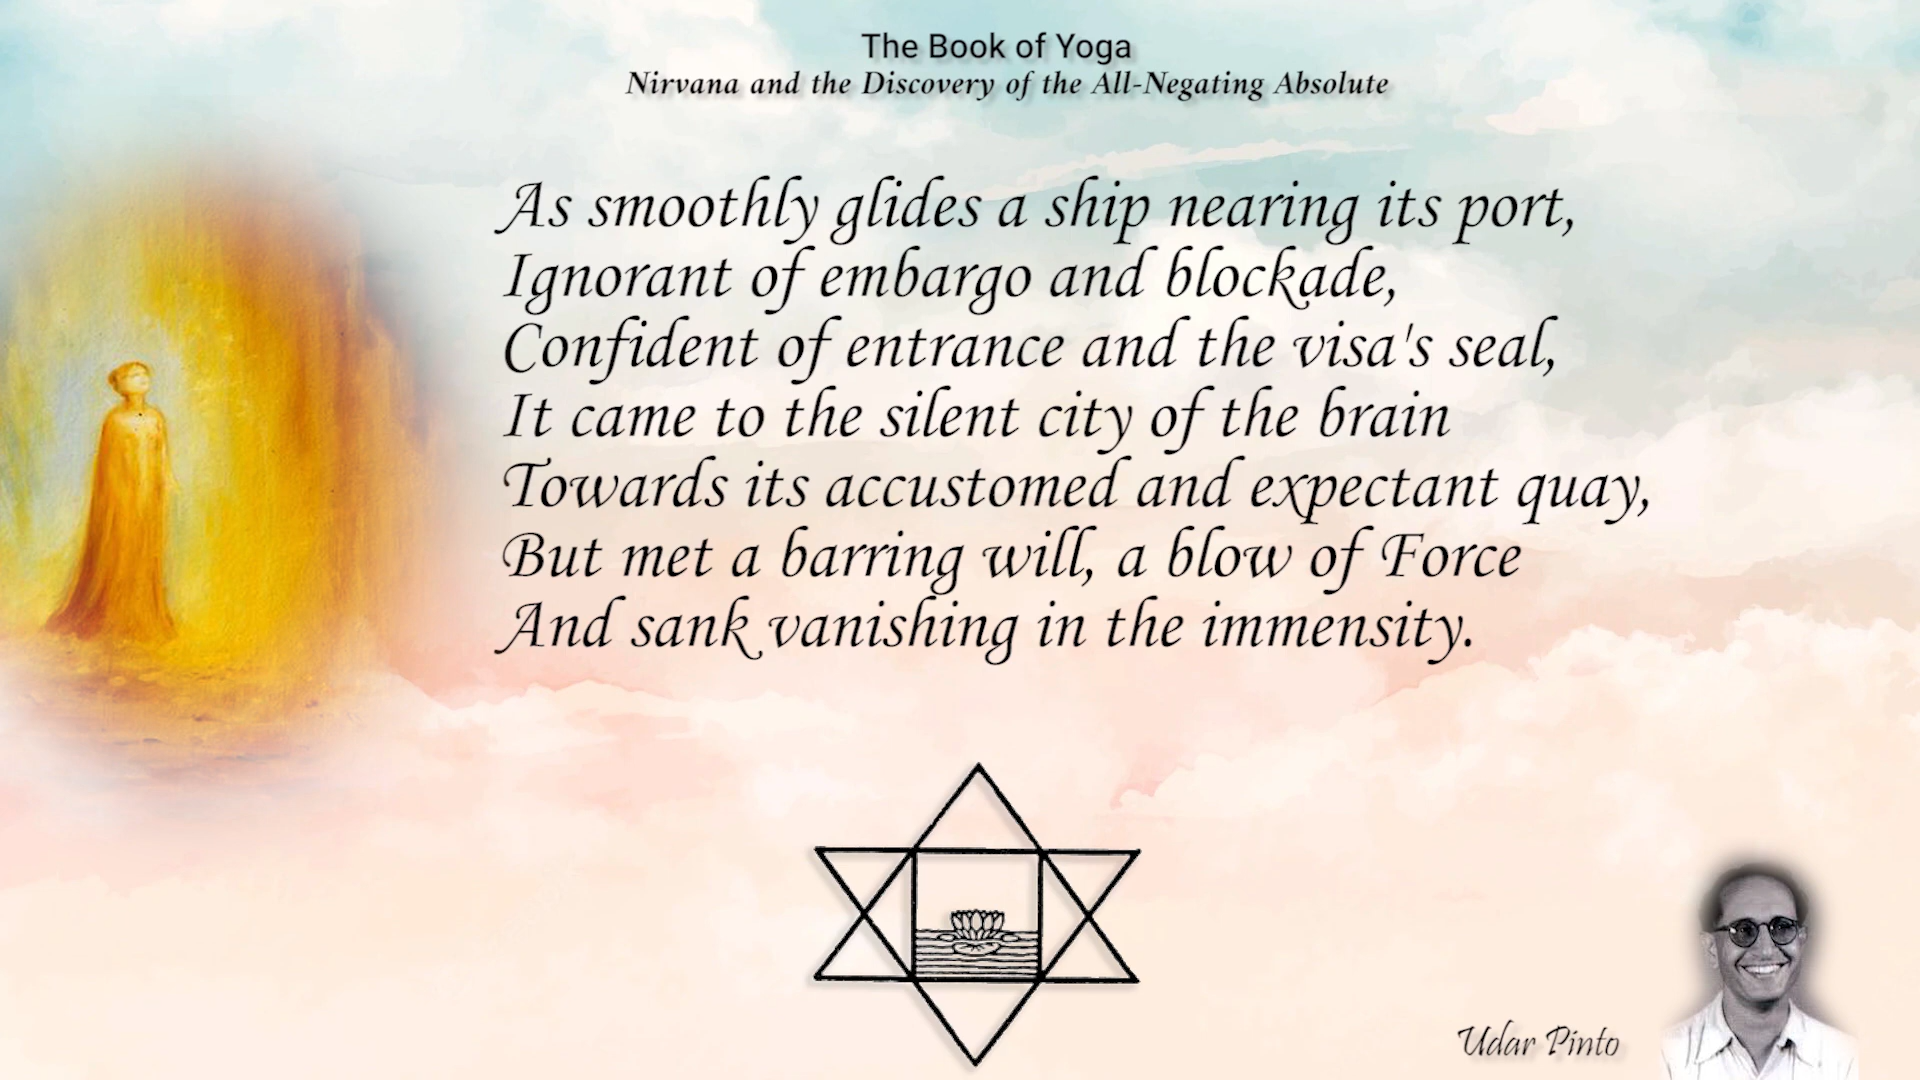 The Book of Yoga
Nirvana and the Discovery of the All-Negating Absolute
As smoothly glides a ship nearing its port,
Ignorant of embargo and blockade,
Confident of entrance and the visa's seal,
It came to the silent city of the brain
Towards its accustomed and expectant quay,
But met a barring will, a blow of Force
And sank vanishing in the immensity.
Udar Pinto